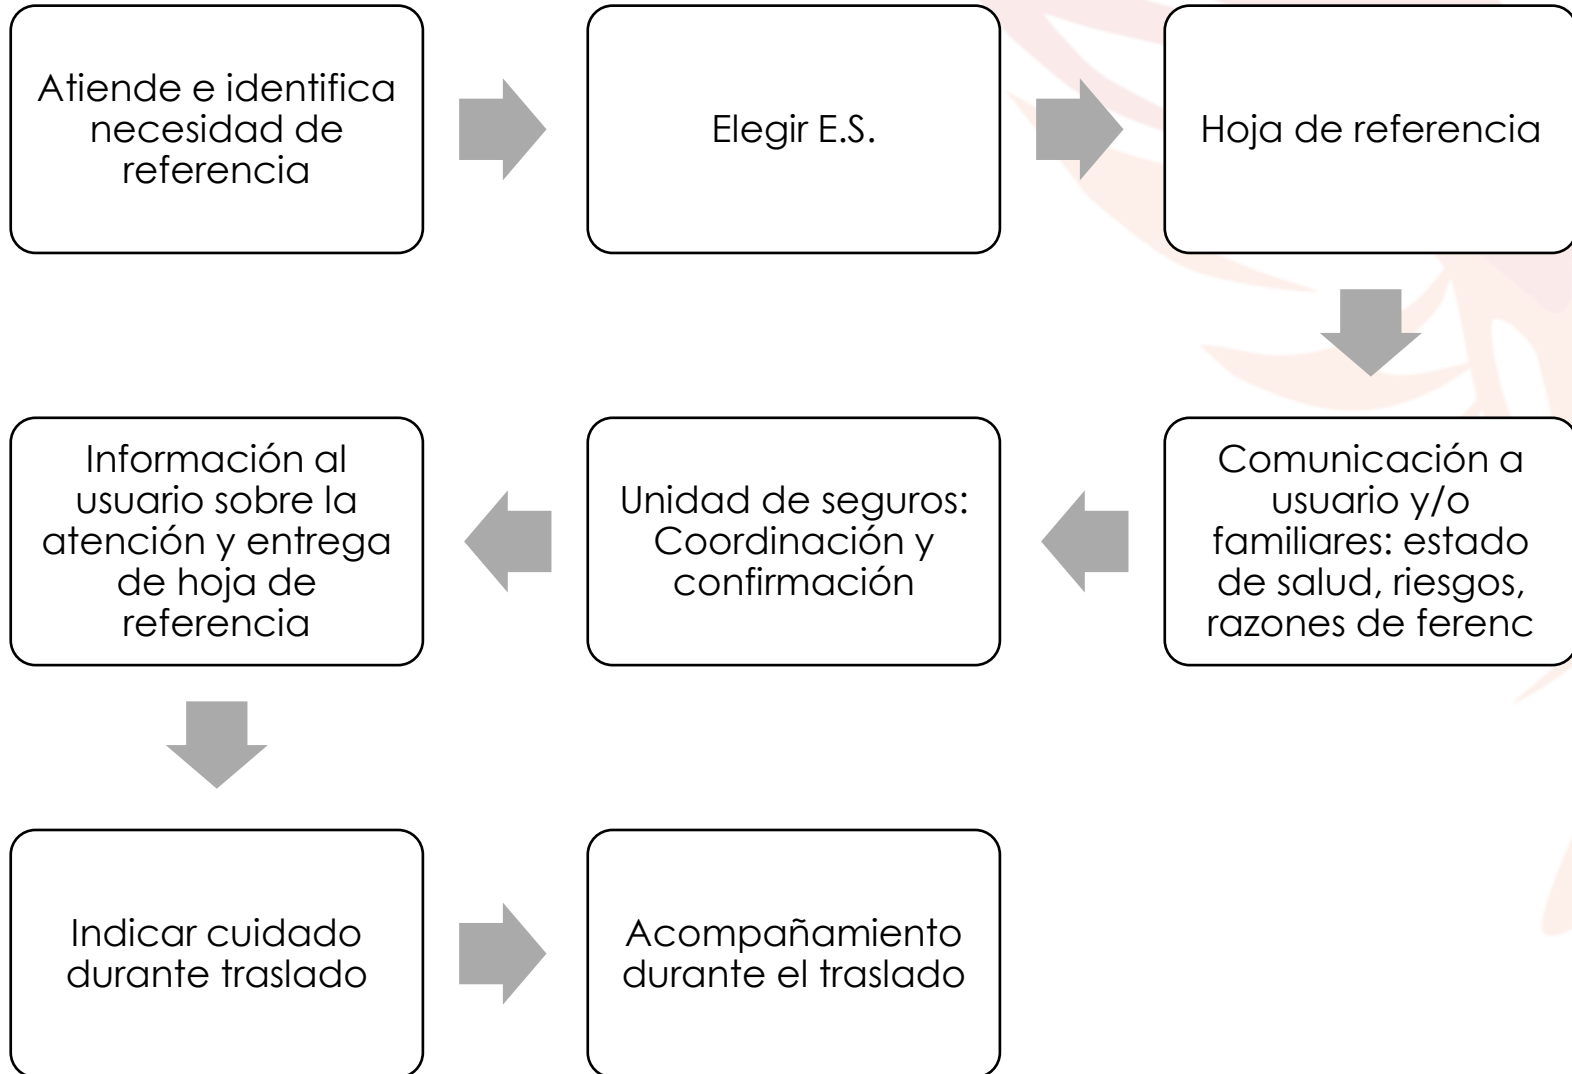 Atiende e identifica
necesidad de
referencia
Elegir E.S.
Hoja de referencia
Comunicación a
usuario y/o
familiares: estado
de salud, riesgos,
razones de ferenc
Unidad de seguros:
Coordinación y
confirmación
Información al
usuario sobre la
atención y entrega
de hoja de
referencia
Indicar cuidado
durante traslado
Acompañamiento
durante el traslado